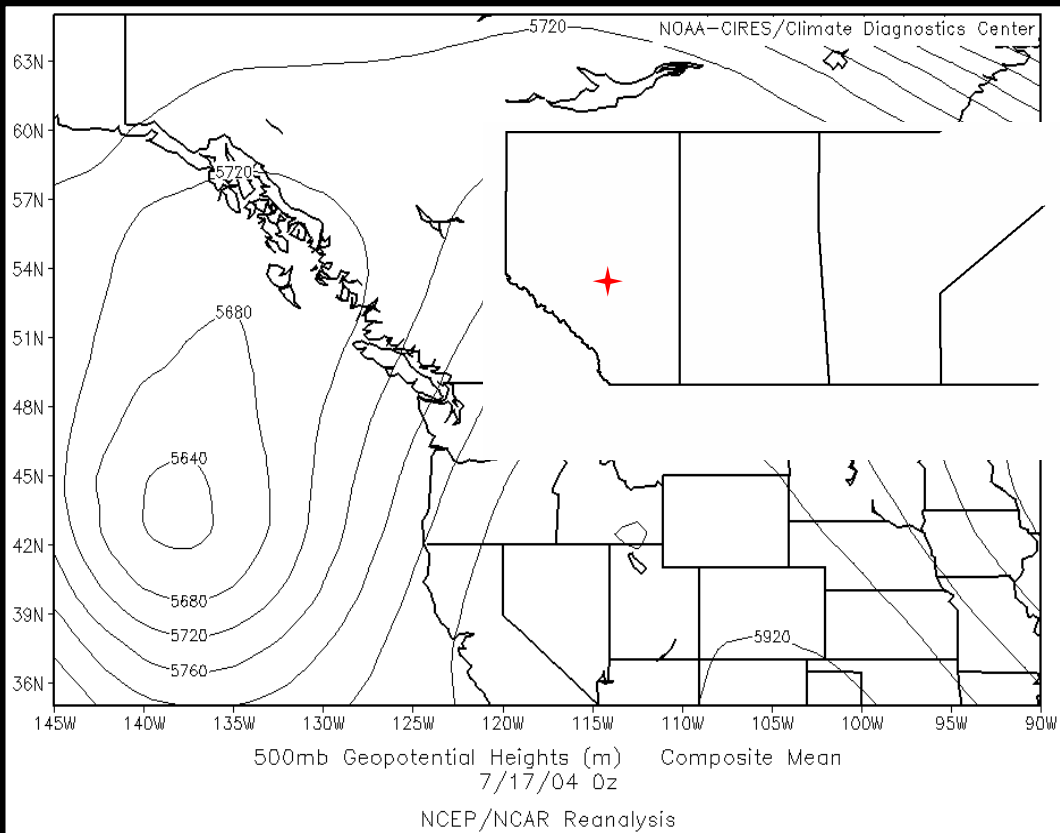 5720
NOAA-CIRES/Climate Diagnostics Center
63N
60N
5720
57N
54N
5680
51N
48N
5640
45N
42N
5680
39N
5720
5920
5760
36N
145W 140W 135W 130W 125W 120W 115W 110W 105W 100W 95W 90W
500mb Geopotential Heights (m) Composite Mean
7/17/04 0z
NCEP/NCAR Reanalysis